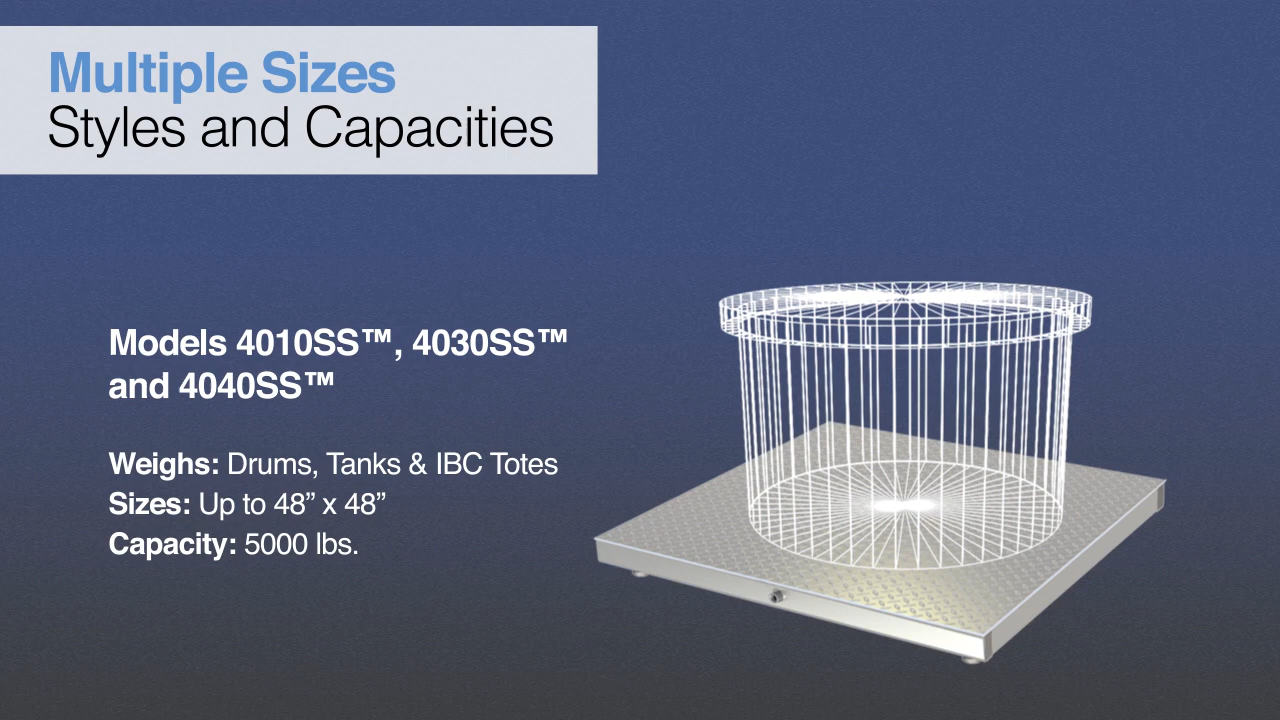 Multiple Sizes
Styles and Capacities
Models 4010SS™, 4030SS™
and 4040SS™
Weighs: Drums, Tanks & IBC Totes
Sizes: Up to 48” x 48”
Capacity: 5000 lbs.